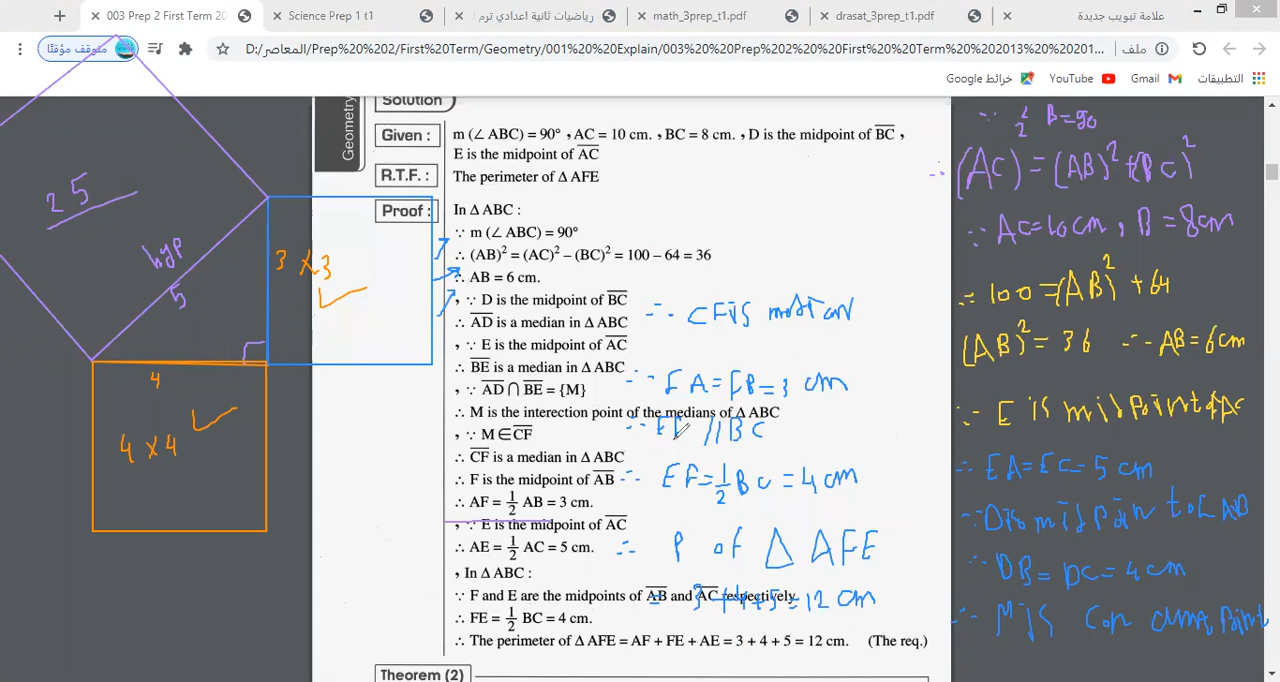 003 Prep 2 First Term 20
Science Prep 1 t1
رياضيات ثانية اعدادي ترم
math_3prep_t1.pdf
drasat_3prep_t1.pdf
علامة تبويب جديدة
متوقف مؤقتًا
D:/Prep%20%202/First%20Term/Geometry/001%20%20Explain/003%20%20Prep%202%20%20First%20Term%20%202013%20%20201...
ملف
خرائط Google
YouTube
Gmail
التطبيقات
Geometry
Solution
Given :
m (∠ ABC) = 90° , AC = 10 cm. , BC = 8 cm. , D is the midpoint of BC ,
E is the midpoint of AC
R.T.F. :
The perimeter of Δ AFE
Proof :
In Δ ABC :
∵ m (∠ ABC) = 90°
∴ (AB)² = (AC)² − (BC)² = 100 − 64 = 36
∴ AB = 6 cm.
, ∵ D is the midpoint of BC
∴ AD is a median in Δ ABC
, ∵ E is the midpoint of AC
∴ BE is a median in Δ ABC
, ∵ AD ∩ BE = {M}
∴ M is the interection point of the medians of Δ ABC
, ∵ M ∈ CF
∴ CF is a median in Δ ABC
∴ F is the midpoint of AB
∴ AF = 1/2 AB = 3 cm.
, ∵ E is the midpoint of AC
∴ AE = 1/2 AC = 5 cm.
, In Δ ABC :
∵ F and E are the midpoints of AB and AC respectively
∴ FE = 1/2 BC = 4 cm.
∴ The perimeter of Δ AFE = AF + FE + AE = 3 + 4 + 5 = 12 cm. (The req.)
Theorem (2)
25
hyp
5
3 × 3
4
4 × 4
∴ CF is
∵ FA = FB = 3 cm
// BC
∴ EF = 1/2 BC = 4 cm
∴ P of Δ AFE
= 3 + 4 + 5 = 12 cm
B = 90
∴ (AC) = (AB)² + (BC)²
∵ AC = 10 cm, B = 8 cm
∴ 100 = (AB)² + 64
(AB)² = 36 ∴ AB = 6 cm
∵ E is mid Point of AC
∴ EA = EC = 5 cm
∵ DB = DC = 4 cm
∴ M is Point